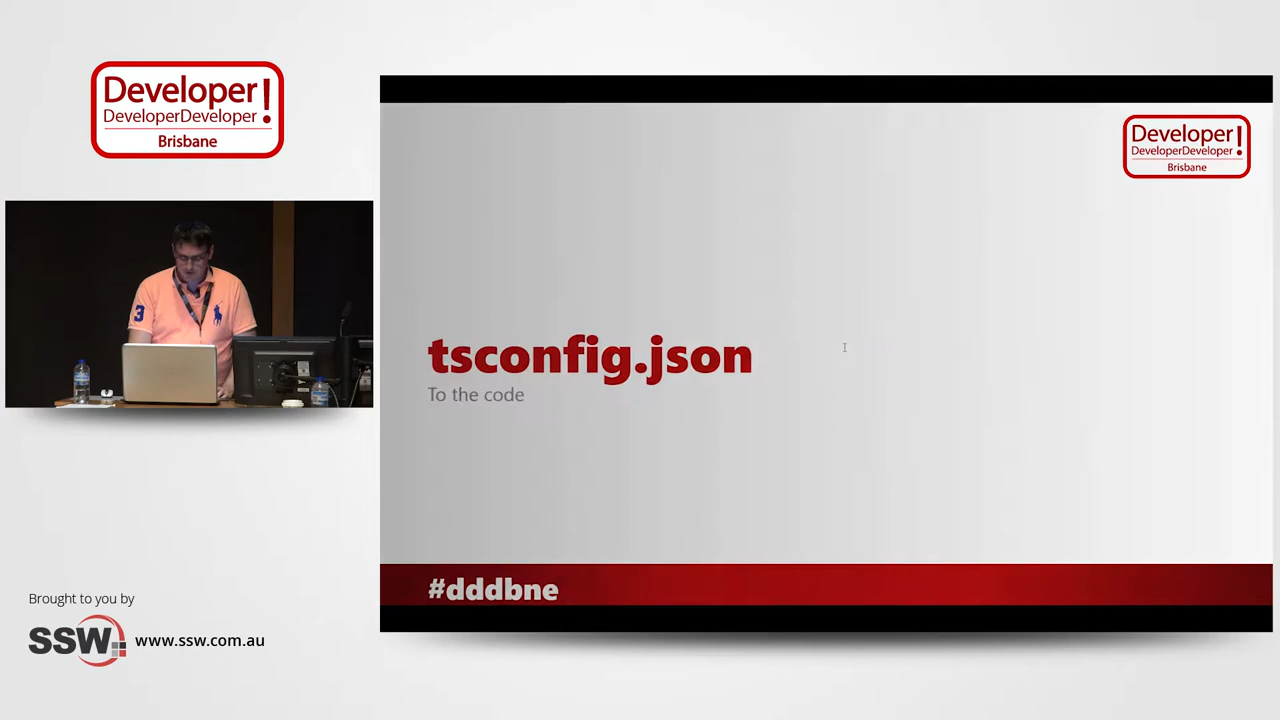 Developer!
DeveloperDeveloper
Brisbane
3
Brought to you by
SSW www.ssw.com.au
Developer!
DeveloperDeveloper
Brisbane
tsconfig.json
To the code
#dddbne